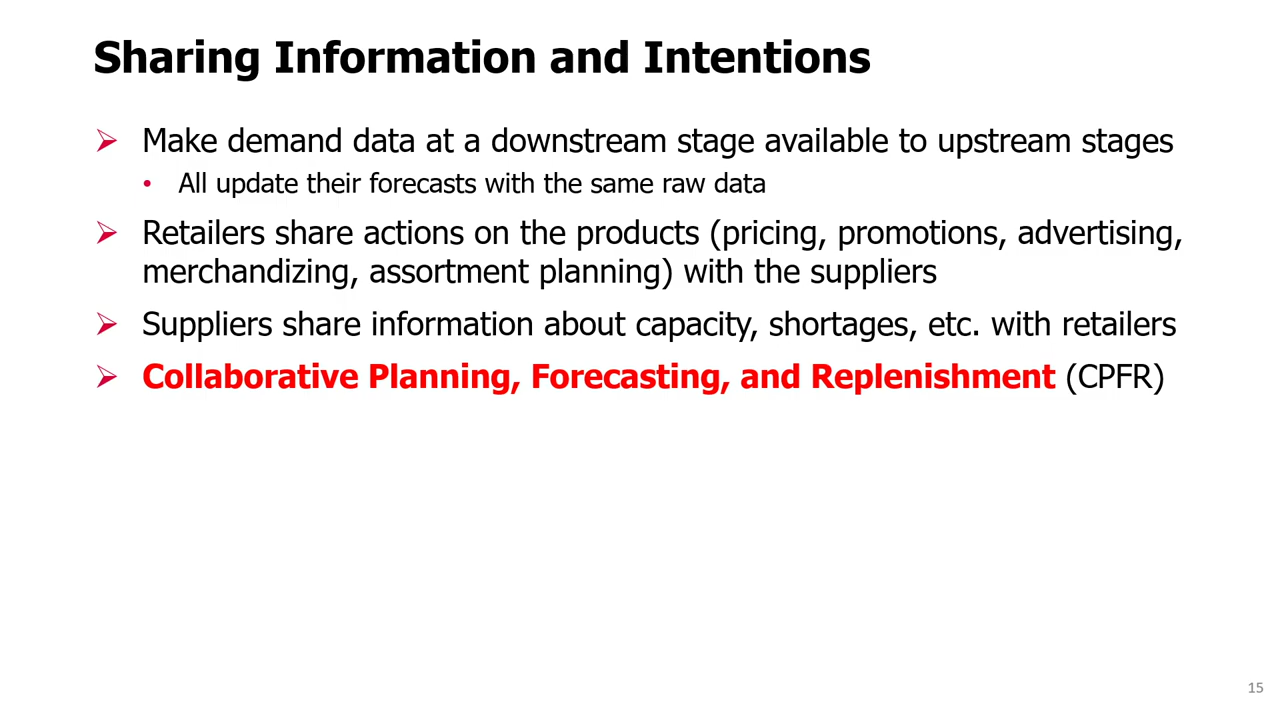 Sharing Information and Intentions
➢ Make demand data at a downstream stage available to upstream stages
• All update their forecasts with the same raw data
➢ Retailers share actions on the products (pricing, promotions, advertising,
merchandizing, assortment planning) with the suppliers
➢ Suppliers share information about capacity, shortages, etc. with retailers
➢ Collaborative Planning, Forecasting, and Replenishment (CPFR)
15